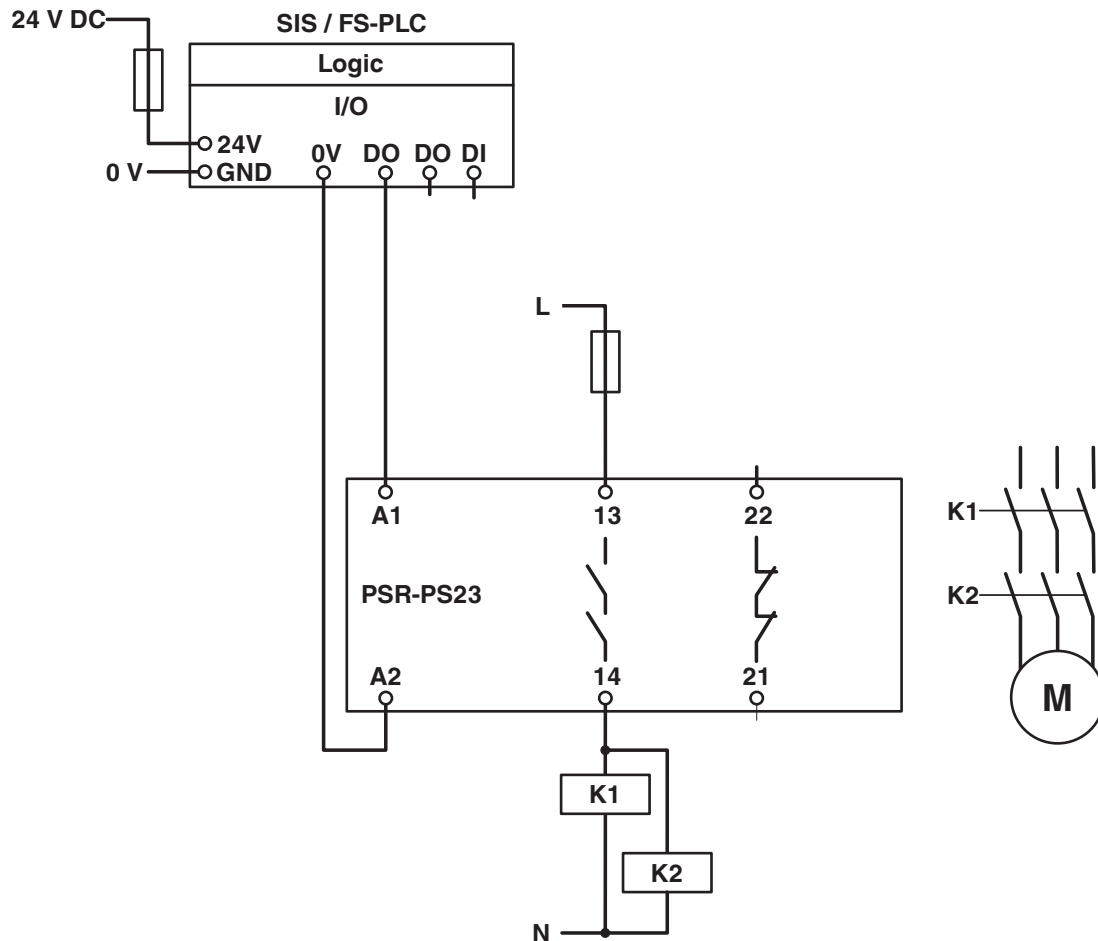 24 V DC
SIS / FS-PLC
Logic
I/O
24V
0V DO DO DI
0 V
GND
L
A1 13 22
K1
PSR-PS23
K2
A2 14 21
M
K1
K2
N